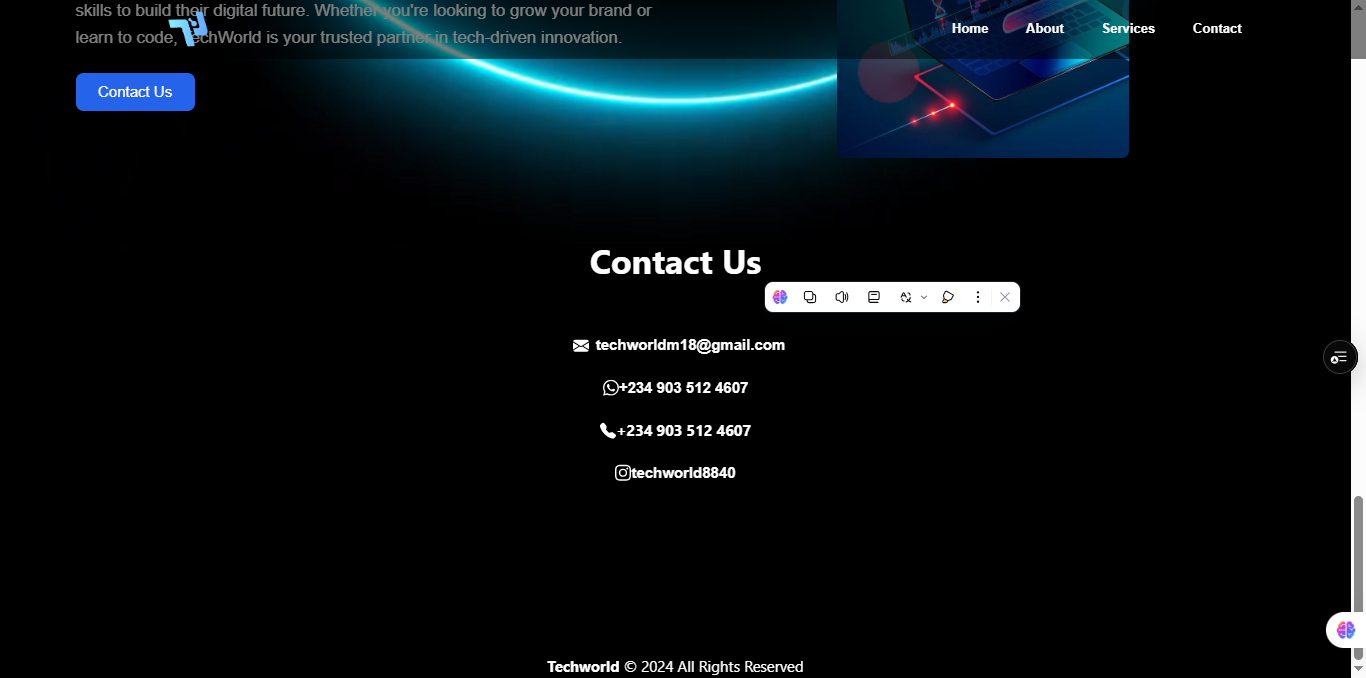 skills to build their digital future. Whether you're looking to grow your brand or
Home About Services Contact
learn to code, TechWorld is your trusted partner in tech-driven innovation.
Contact Us
Contact Us
techworldm18@gmail.com
+234 903 512 4607
+234 903 512 4607
techworld8840
Techworld © 2024 All Rights Reserved